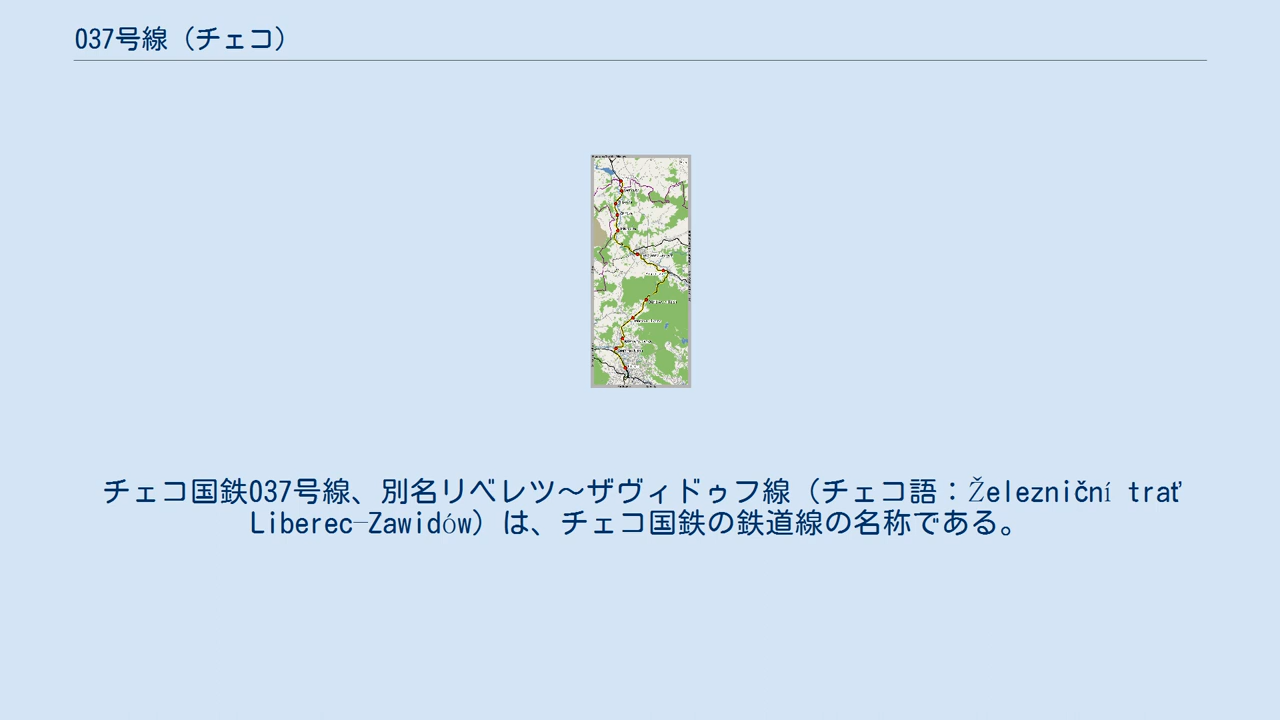 037号線（チェコ）
チェコ国鉄037号線、別名リベレツ〜ザヴィドゥフ線（チェコ語：Železniční trať
Liberec–Zawidów）は、チェコ国鉄の鉄道線の名称である。